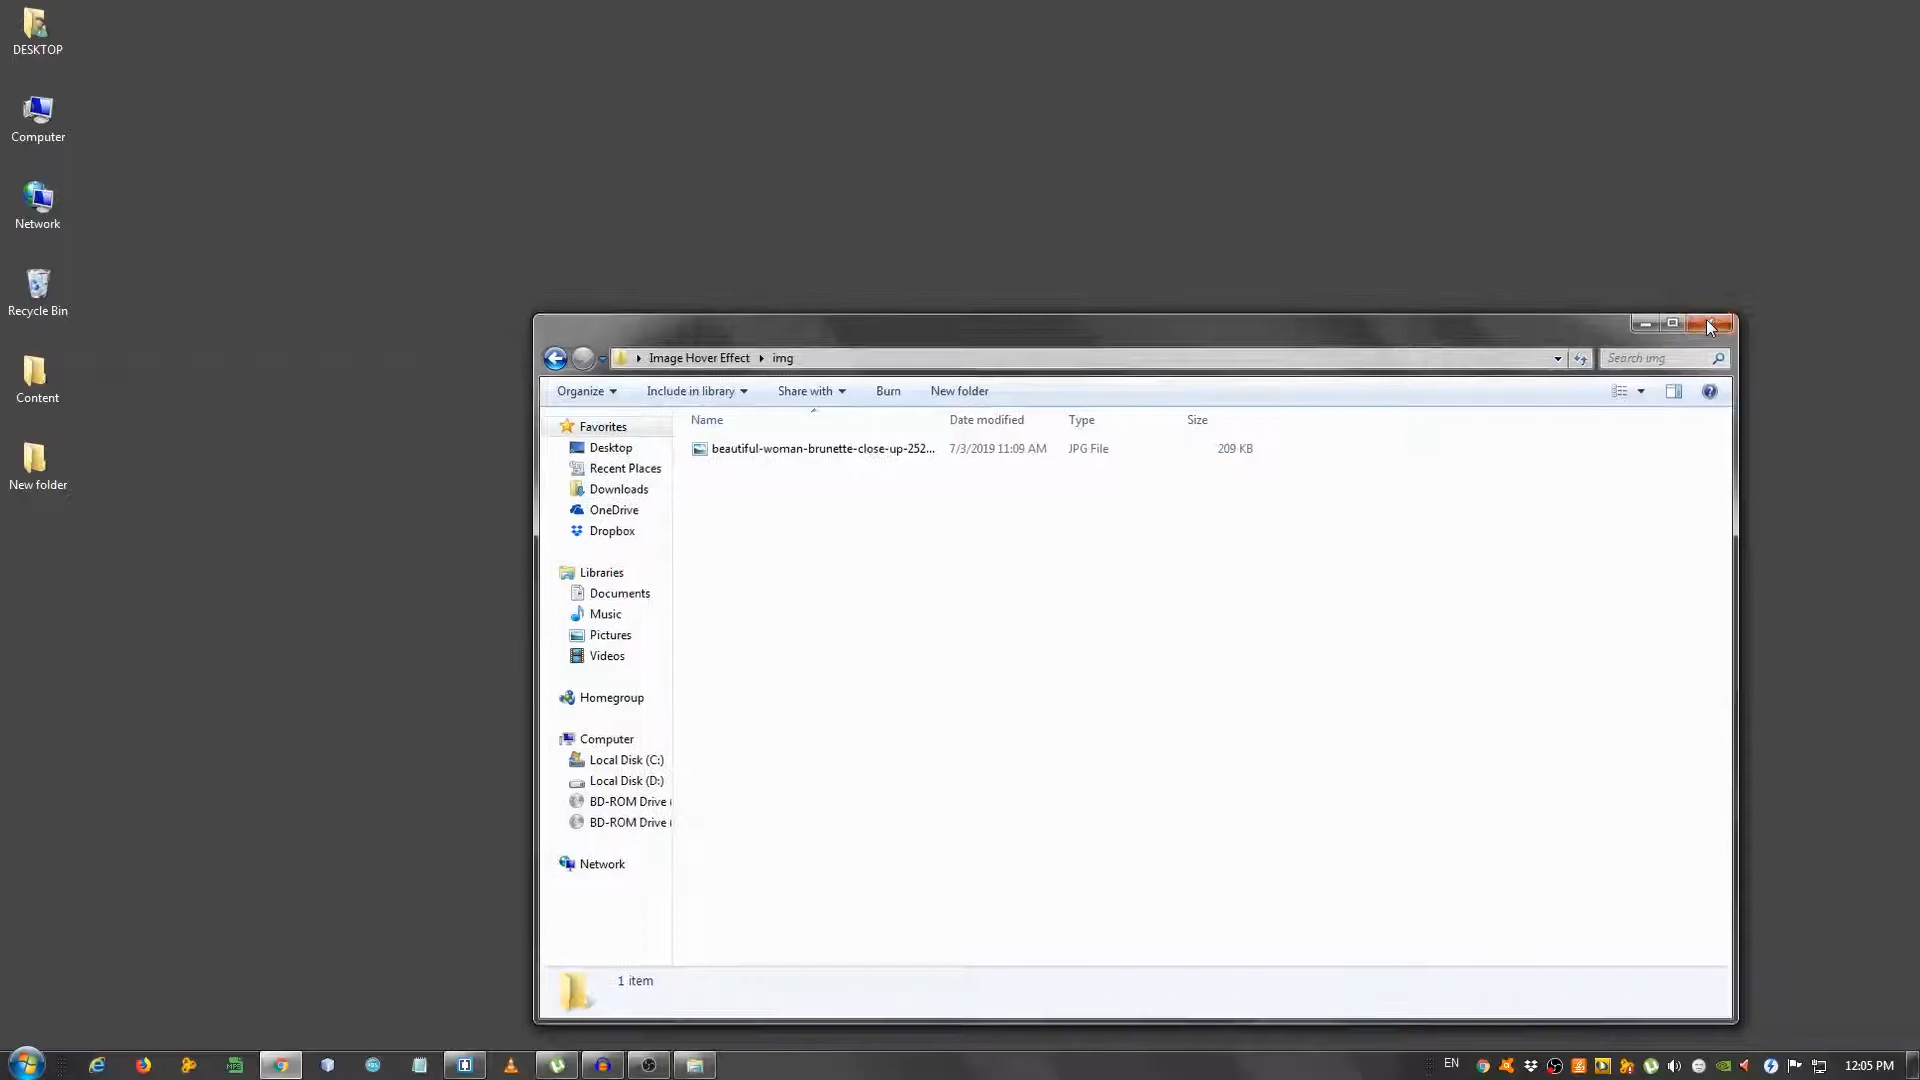 DESKTOP
Computer
Network
Recycle Bin
Content
New folder
Image Hover Effect img
Search img
Organize Include in library Share with Burn New folder
Name Date modified Type Size
beautiful-woman-brunette-close-up-252... 7/3/2019 11:09 AM JPG File 209 KB
Favorites
Desktop
Recent Places
Downloads
OneDrive
Dropbox
Libraries
Documents
Music
Pictures
Videos
Homegroup
Computer
Local Disk (C:)
Local Disk (D:)
BD-ROM Drive (
BD-ROM Drive (
Network
1 item
EN
12:05 PM